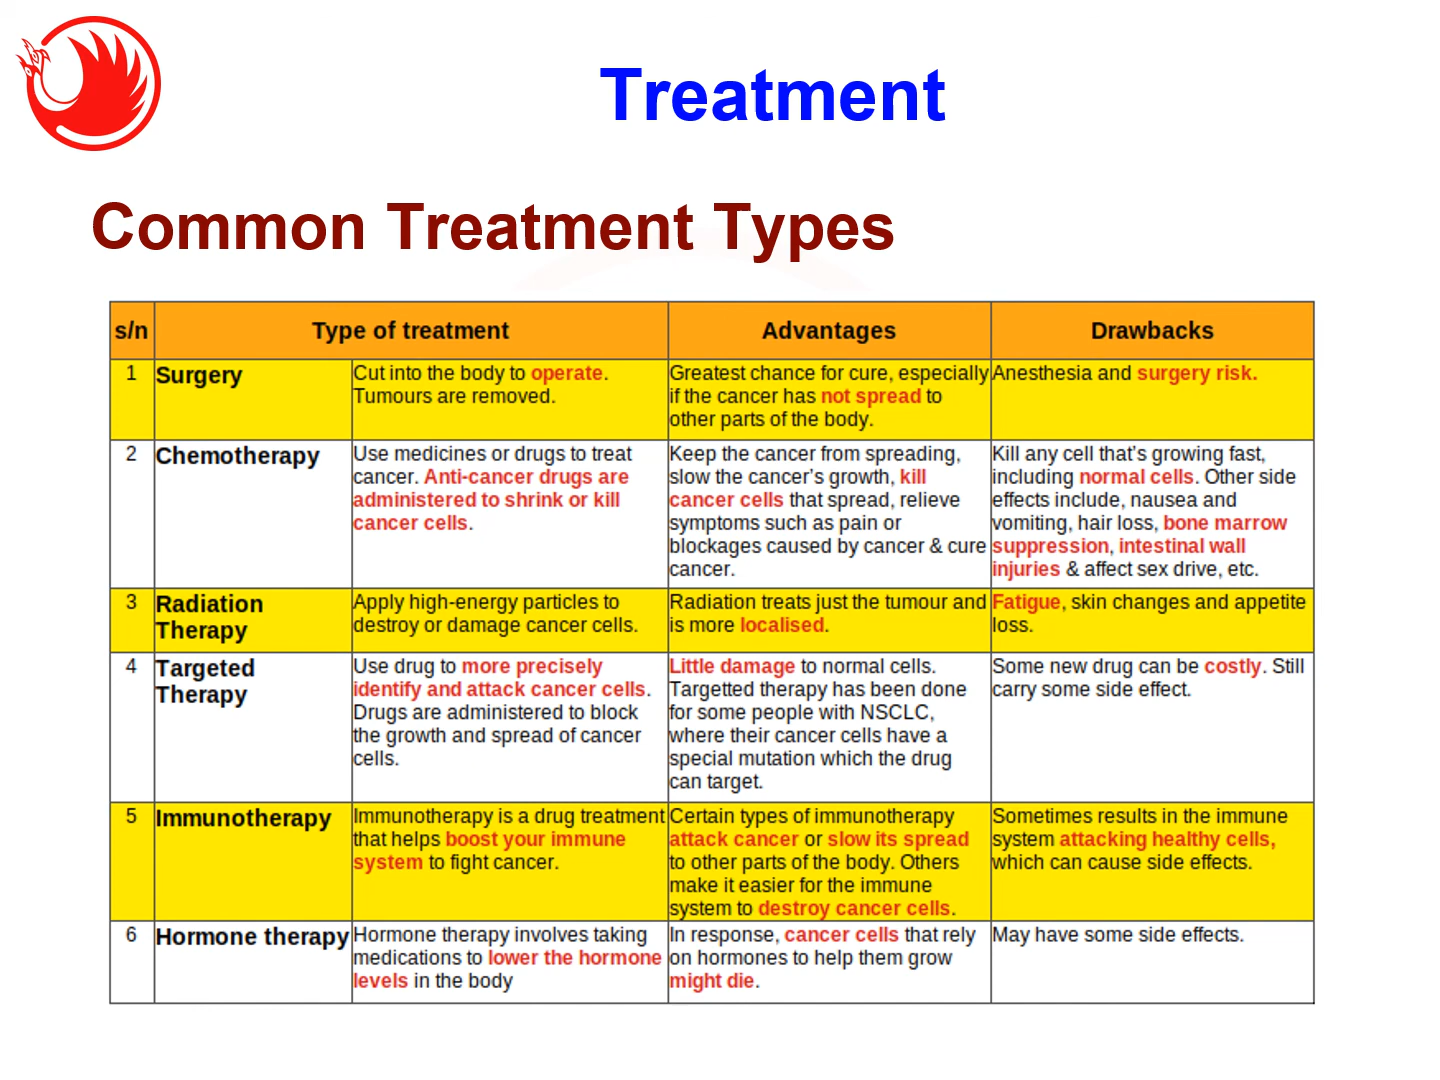 Treatment
Common Treatment Types
s/n Type of treatment Advantages Drawbacks
1 Surgery
Cut into the body to operate.
Tumours are removed.
Greatest chance for cure, especially
if the cancer has not spread to
other parts of the body.
Anesthesia and surgery risk.
2 Chemotherapy
Use medicines or drugs to treat
cancer. Anti-cancer drugs are
administered to shrink or kill
cancer cells.
Keep the cancer from spreading,
slow the cancer's growth, kill
cancer cells that spread, relieve
symptoms such as pain or
blockages caused by cancer & cure
cancer.
Kill any cell that's growing fast,
including normal cells. Other side
effects include, nausea and
vomiting, hair loss, bone marrow
suppression, intestinal wall
injuries & affect sex drive, etc.
3 Radiation
Therapy
Apply high-energy particles to
destroy or damage cancer cells.
Radiation treats just the tumour and
is more localised.
Fatigue, skin changes and appetite
loss.
4 Targeted
Therapy
Use drug to more precisely
identify and attack cancer cells.
Drugs are administered to block
the growth and spread of cancer
cells.
Little damage to normal cells.
Targetted therapy has been done
for some people with NSCLC,
where their cancer cells have a
special mutation which the drug
can target.
Some new drug can be costly. Still
carry some side effect.
5 Immunotherapy
Immunotherapy is a drug treatment
that helps boost your immune
system to fight cancer.
Certain types of immunotherapy
attack cancer or slow its spread
to other parts of the body. Others
make it easier for the immune
system to destroy cancer cells.
Sometimes results in the immune
system attacking healthy cells,
which can cause side effects.
6 Hormone therapy
Hormone therapy involves taking
medications to lower the hormone
levels in the body
In response, cancer cells that rely
on hormones to help them grow
might die.
May have some side effects.